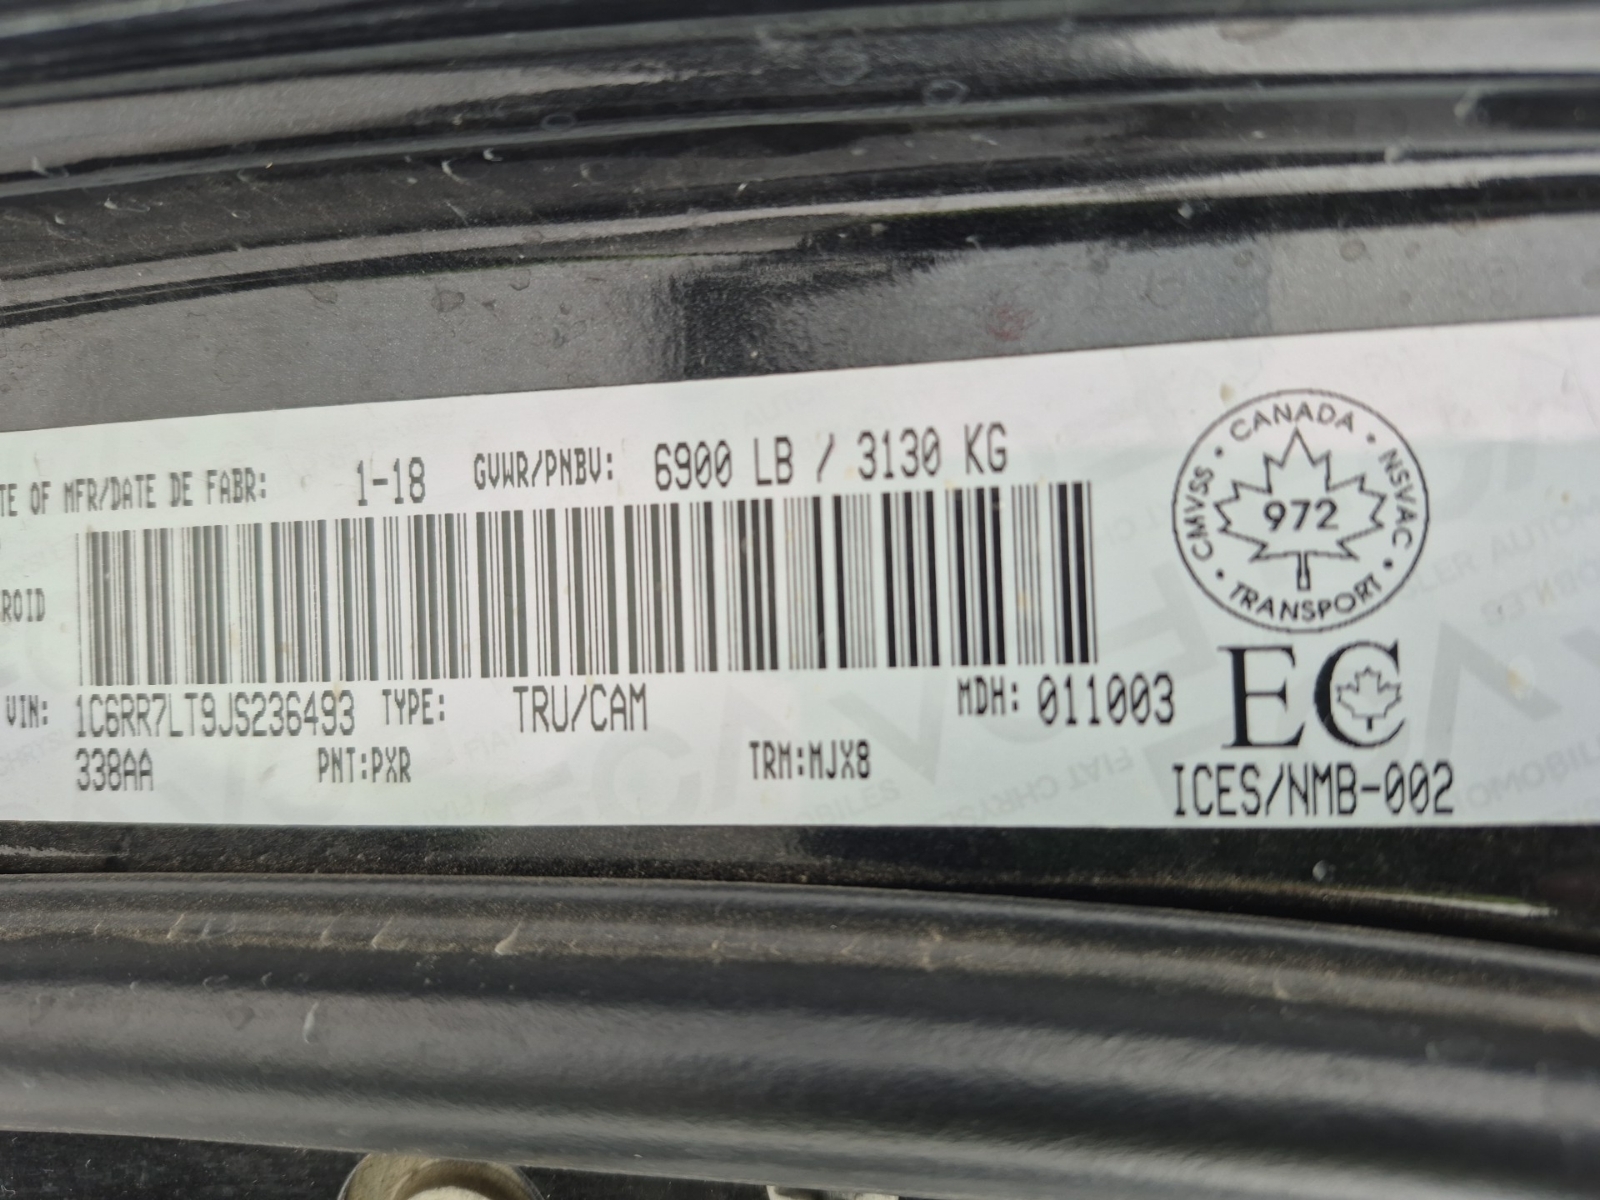 TE OF MFR/DATE DE FABR: 1-18 GVWR/PNBV: 6900 LB / 3130 KG
ROID
VIN: 1C6RR7LT9JS236493 TYPE: TRU/CAM MDH: 011003
338AA PNT:PXR TRM:MJX8
CANADA
CMVSS 972 NSVAC
TRANSPORT
EC
ICES/NMB-002